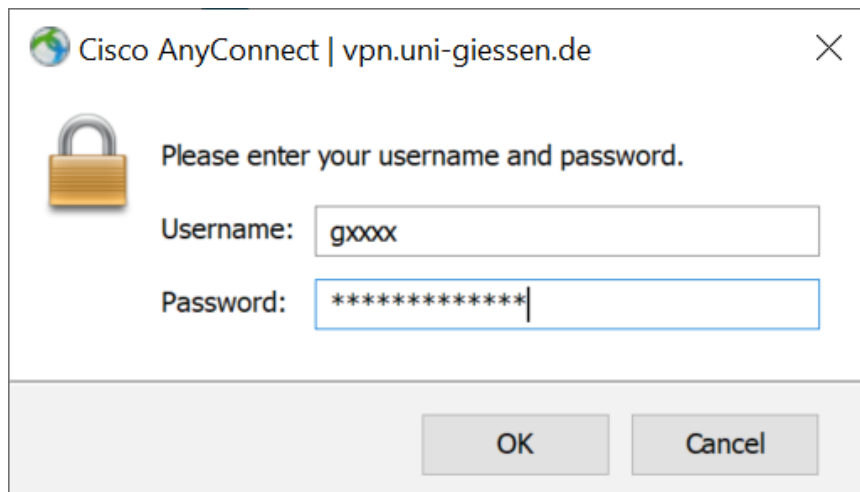 Cisco AnyConnect | vpn.uni-giessen.de
Please enter your username and password.
Username: gxxxx
Password: *************
OK Cancel